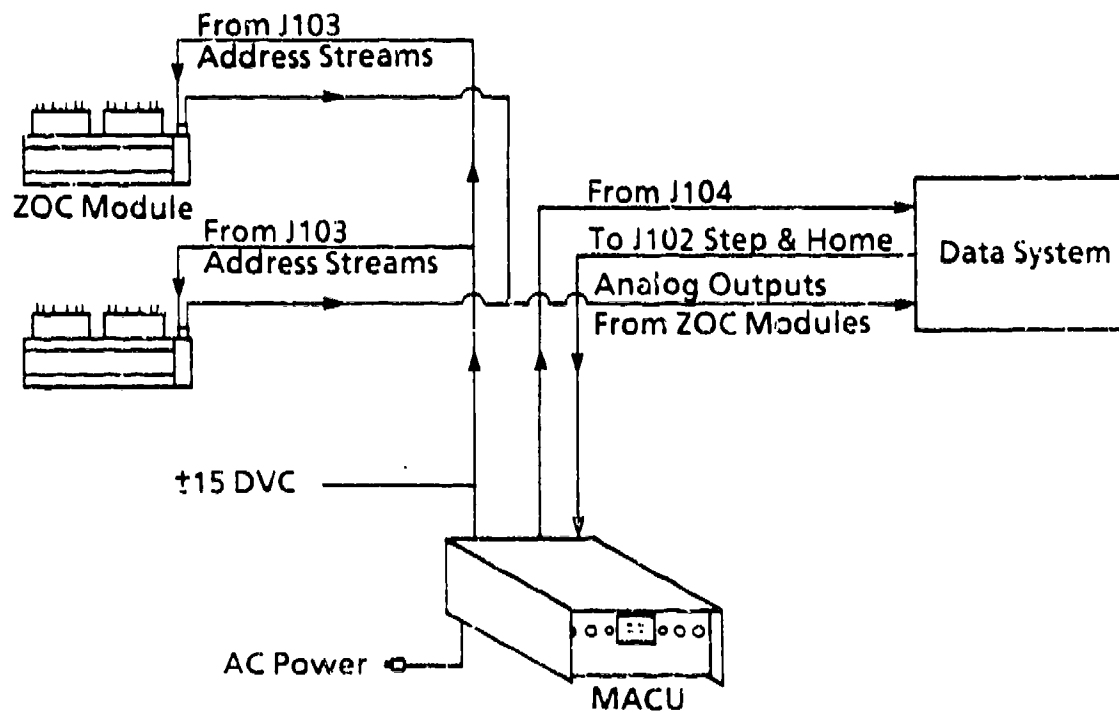 From J103
Address Streams
ZOC Module
From J103
Address Streams
From J104
To J102 Step & Home
Analog Outputs
From ZOC Modules
Data System
±15 DVC
AC Power
MACU